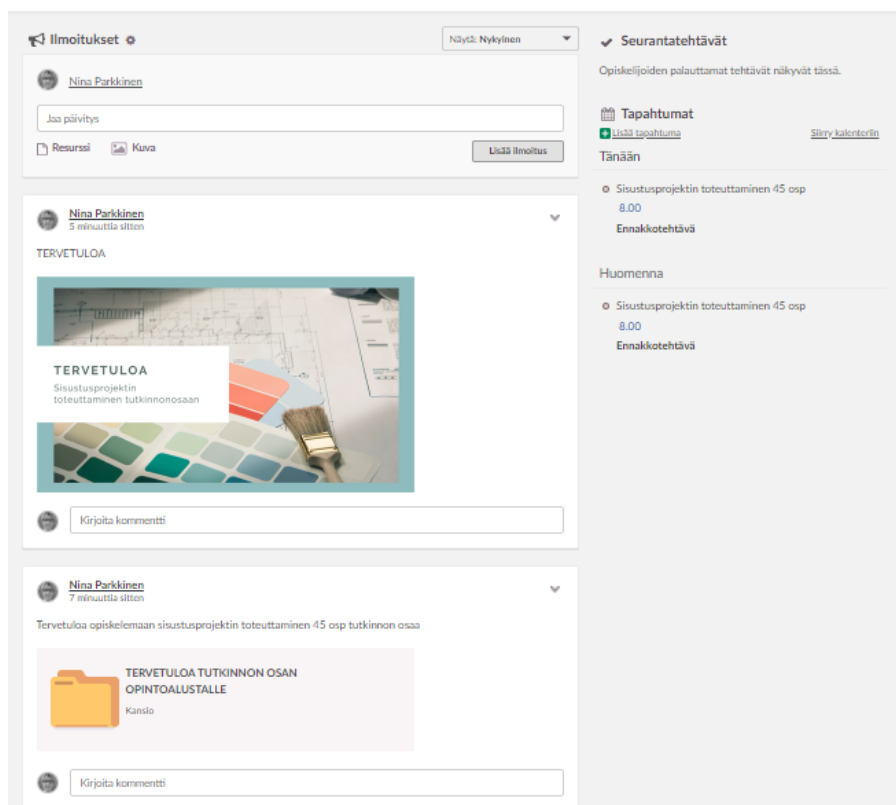 Ilmoitukset
Näytä: Nykyinen
Nina Parkkinen
Jaa päivitys
Resurssi
Kuva
Lisää ilmoitus
Nina Parkkinen
5 minuuttia sitten
TERVETULOA
TERVETULOA
Sisustusprojektin
toteuttaminen tutkinnonosaan
Kirjoita kommentti
Nina Parkkinen
7 minuuttia sitten
Tervetuloa opiskelemaan sisustusprojektin toteuttaminen 45 osp tutkinnon osaa
TERVETULOA TUTKINNON OSAN
OPINTOALUSTALLE
Kansio
Kirjoita kommentti
Seurantatehtävät
Opiskelijoiden palauttamat tehtävät näkyvät tässä.
Tapahtumat
Lisää tapahtuma
Siirry kalenteriin
Tänään
Sisustusprojektin toteuttaminen 45 osp
8.00
Ennakkotehtävä
Huomenna
Sisustusprojektin toteuttaminen 45 osp
8.00
Ennakkotehtävä